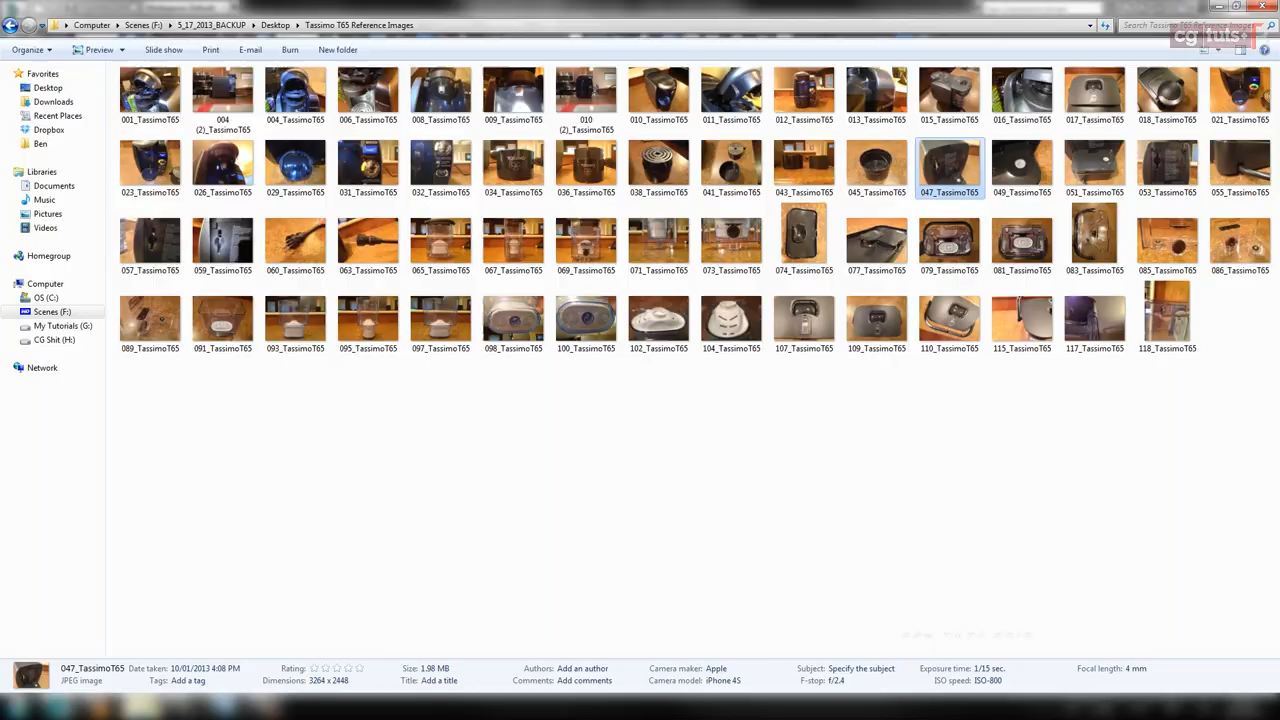 Computer ▸ Scenes (F:) ▸ 5_17_2013_BACKUP ▸ Desktop ▸ Tassimo T65 Reference Images
Search Tassimo T65 Reference Images
cg tuts+
Organize Preview Slide show Print E-mail Burn New folder
Favorites
Desktop
Downloads
Recent Places
Dropbox
Ben
Libraries
Documents
Music
Pictures
Videos
Homegroup
Computer
OS (C:)
Scenes (F:)
My Tutorials (G:)
CG Shit (H:)
Network
001_TassimoT65 004 (2)_TassimoT65 004_TassimoT65 006_TassimoT65 008_TassimoT65 009_TassimoT65 010 (2)_TassimoT65 010_TassimoT65 011_TassimoT65 012_TassimoT65 013_TassimoT65 015_TassimoT65 016_TassimoT65 017_TassimoT65 018_TassimoT65 021_TassimoT65
023_TassimoT65 026_TassimoT65 029_TassimoT65 031_TassimoT65 032_TassimoT65 034_TassimoT65 036_TassimoT65 038_TassimoT65 041_TassimoT65 043_TassimoT65 045_TassimoT65 047_TassimoT65 049_TassimoT65 051_TassimoT65 053_TassimoT65 055_TassimoT65
057_TassimoT65 059_TassimoT65 060_TassimoT65 063_TassimoT65 065_TassimoT65 067_TassimoT65 069_TassimoT65 071_TassimoT65 073_TassimoT65 074_TassimoT65 077_TassimoT65 079_TassimoT65 081_TassimoT65 083_TassimoT65 085_TassimoT65 086_TassimoT65
089_TassimoT65 091_TassimoT65 093_TassimoT65 095_TassimoT65 097_TassimoT65 098_TassimoT65 100_TassimoT65 102_TassimoT65 104_TassimoT65 107_TassimoT65 109_TassimoT65 110_TassimoT65 115_TassimoT65 117_TassimoT65 118_TassimoT65
047_TassimoT65 Date taken: 10/01/2013 4:08 PM Rating: Size: 1.98 MB Authors: Add an author Camera maker: Apple Subject: Specify the subject Exposure time: 1/15 sec. Focal length: 4 mm
JPEG image Tags: Add a tag Dimensions: 3264 x 2448 Title: Add a title Comments: Add comments Camera model: iPhone 4S F-stop: f/2.4 ISO speed: ISO-800